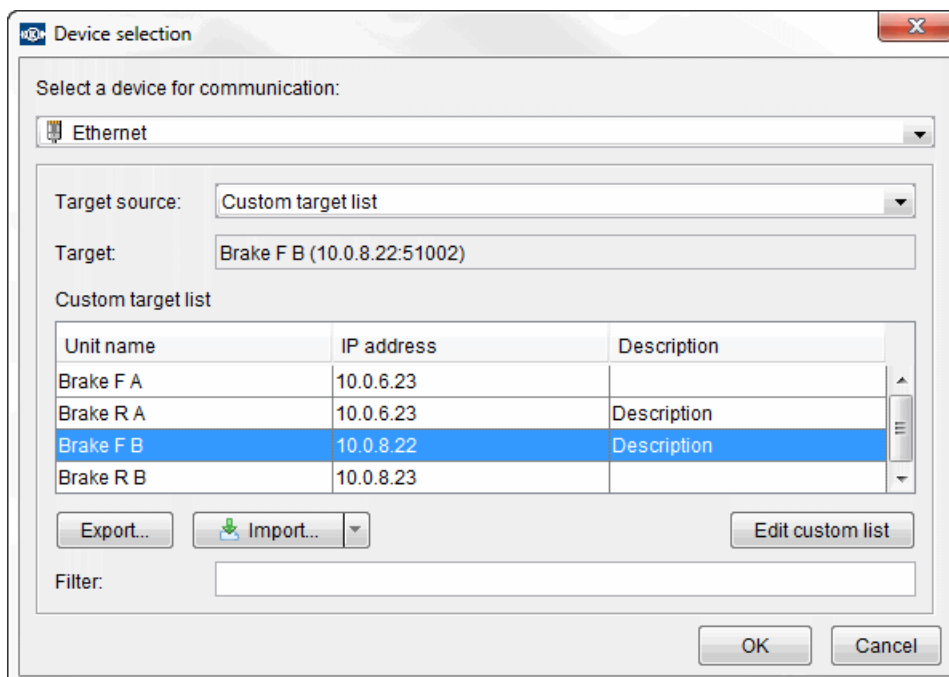 Device selection
Select a device for communication:
Ethernet
Target source: Custom target list
Target: Brake F B (10.0.8.22:51002)
Custom target list
Unit name IP address Description
Brake F A 10.0.6.23
Brake R A 10.0.6.23 Description
Brake F B 10.0.8.22 Description
Brake R B 10.0.8.23
Export... Import... Edit custom list
Filter:
OK Cancel